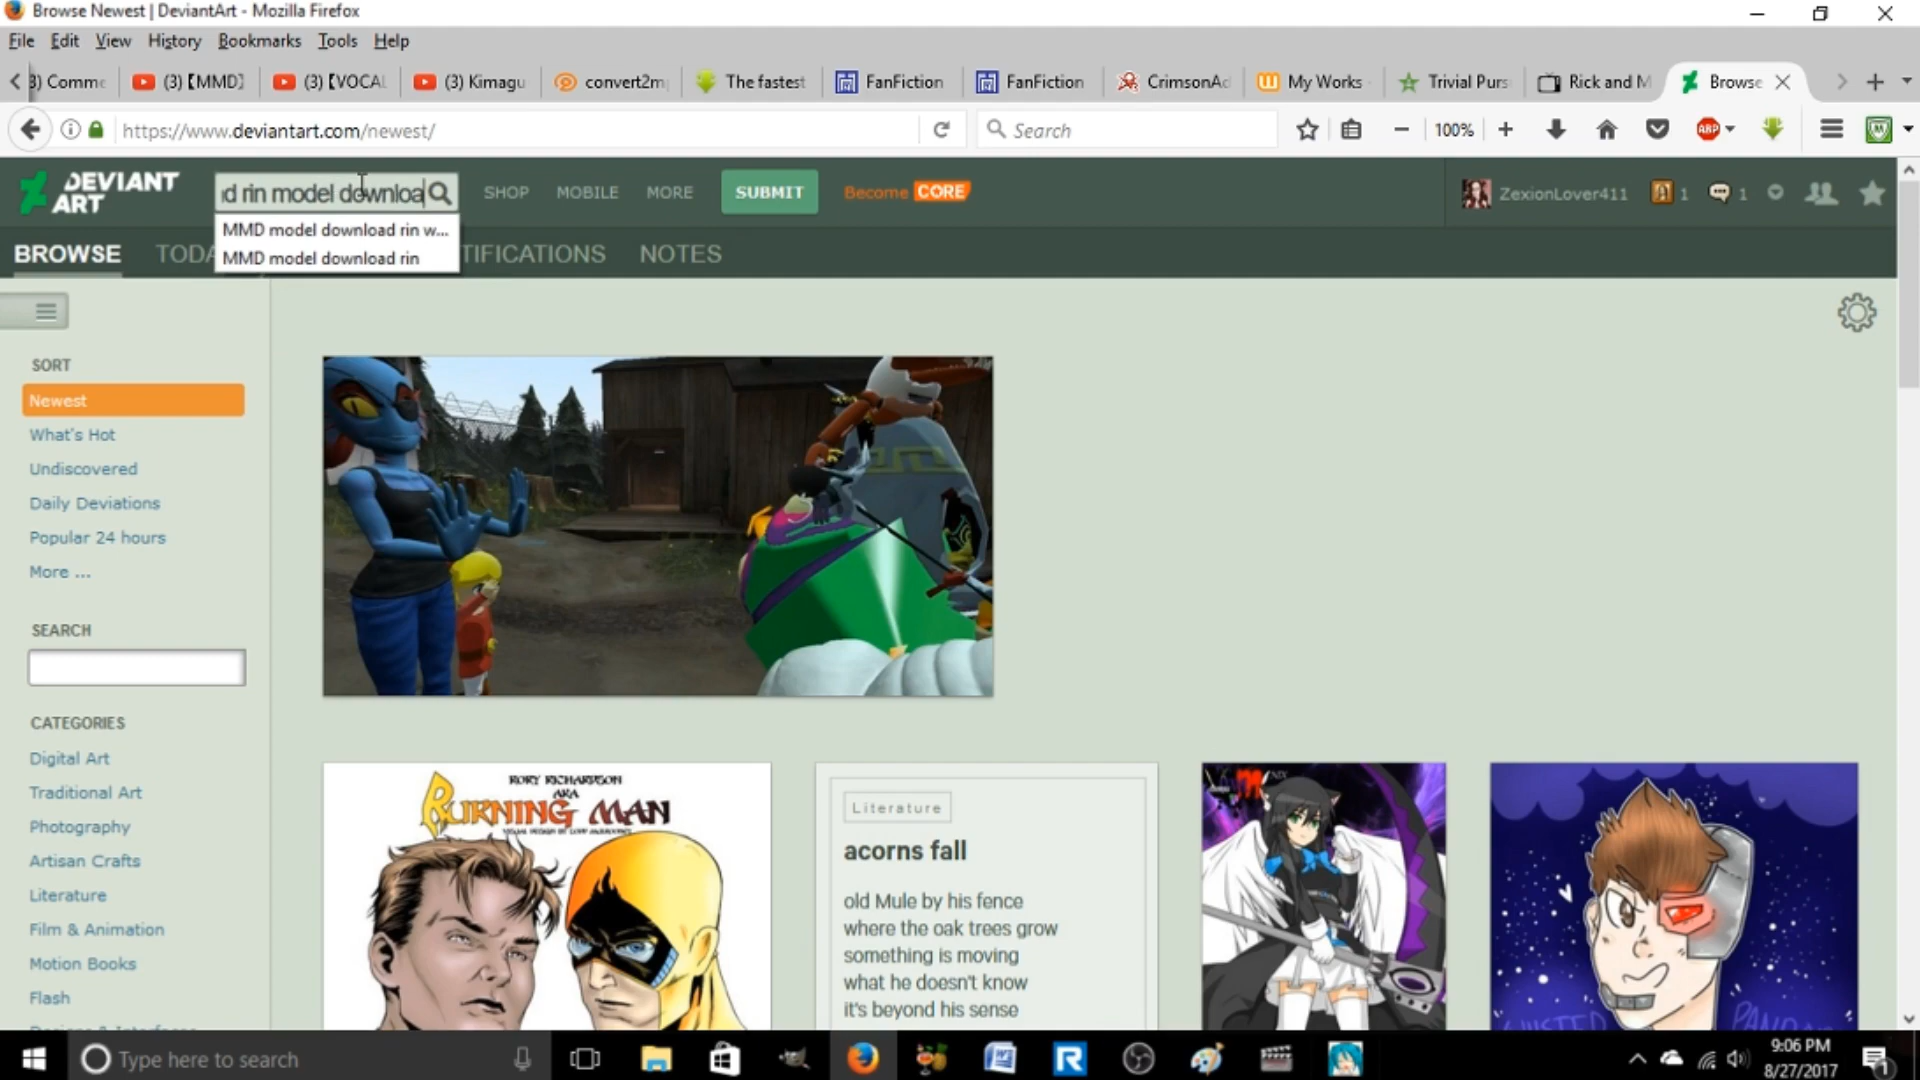 Browse Newest | DeviantArt - Mozilla Firefox
File Edit View History Bookmarks Tools Help
3) Comme (3)【MMD】 (3)【VOCAL (3) Kimagu convert2m The fastest FanFiction FanFiction CrimsonAd My Works Trivial Purs Rick and M Browse
https://www.deviantart.com/newest/
Search
100%
ABP
DEVIANT ART
d rin model downloa
SHOP MOBILE MORE SUBMIT Become CORE
ZexionLover411 1 1
MMD model download rin w...
MMD model download rin
BROWSE TODA TIFICATIONS NOTES
SORT
Newest
What's Hot
Undiscovered
Daily Deviations
Popular 24 hours
More ...
SEARCH
CATEGORIES
Digital Art
Traditional Art
Photography
Artisan Crafts
Literature
Film & Animation
Motion Books
Flash
Designs & Interfaces
RORY RICHARDSON
AKA
BURNING MAN
Literature
acorns fall
old Mule by his fence
where the oak trees grow
something is moving
what he doesn't know
it's beyond his sense
Type here to search
9:06 PM
8/27/2017
1